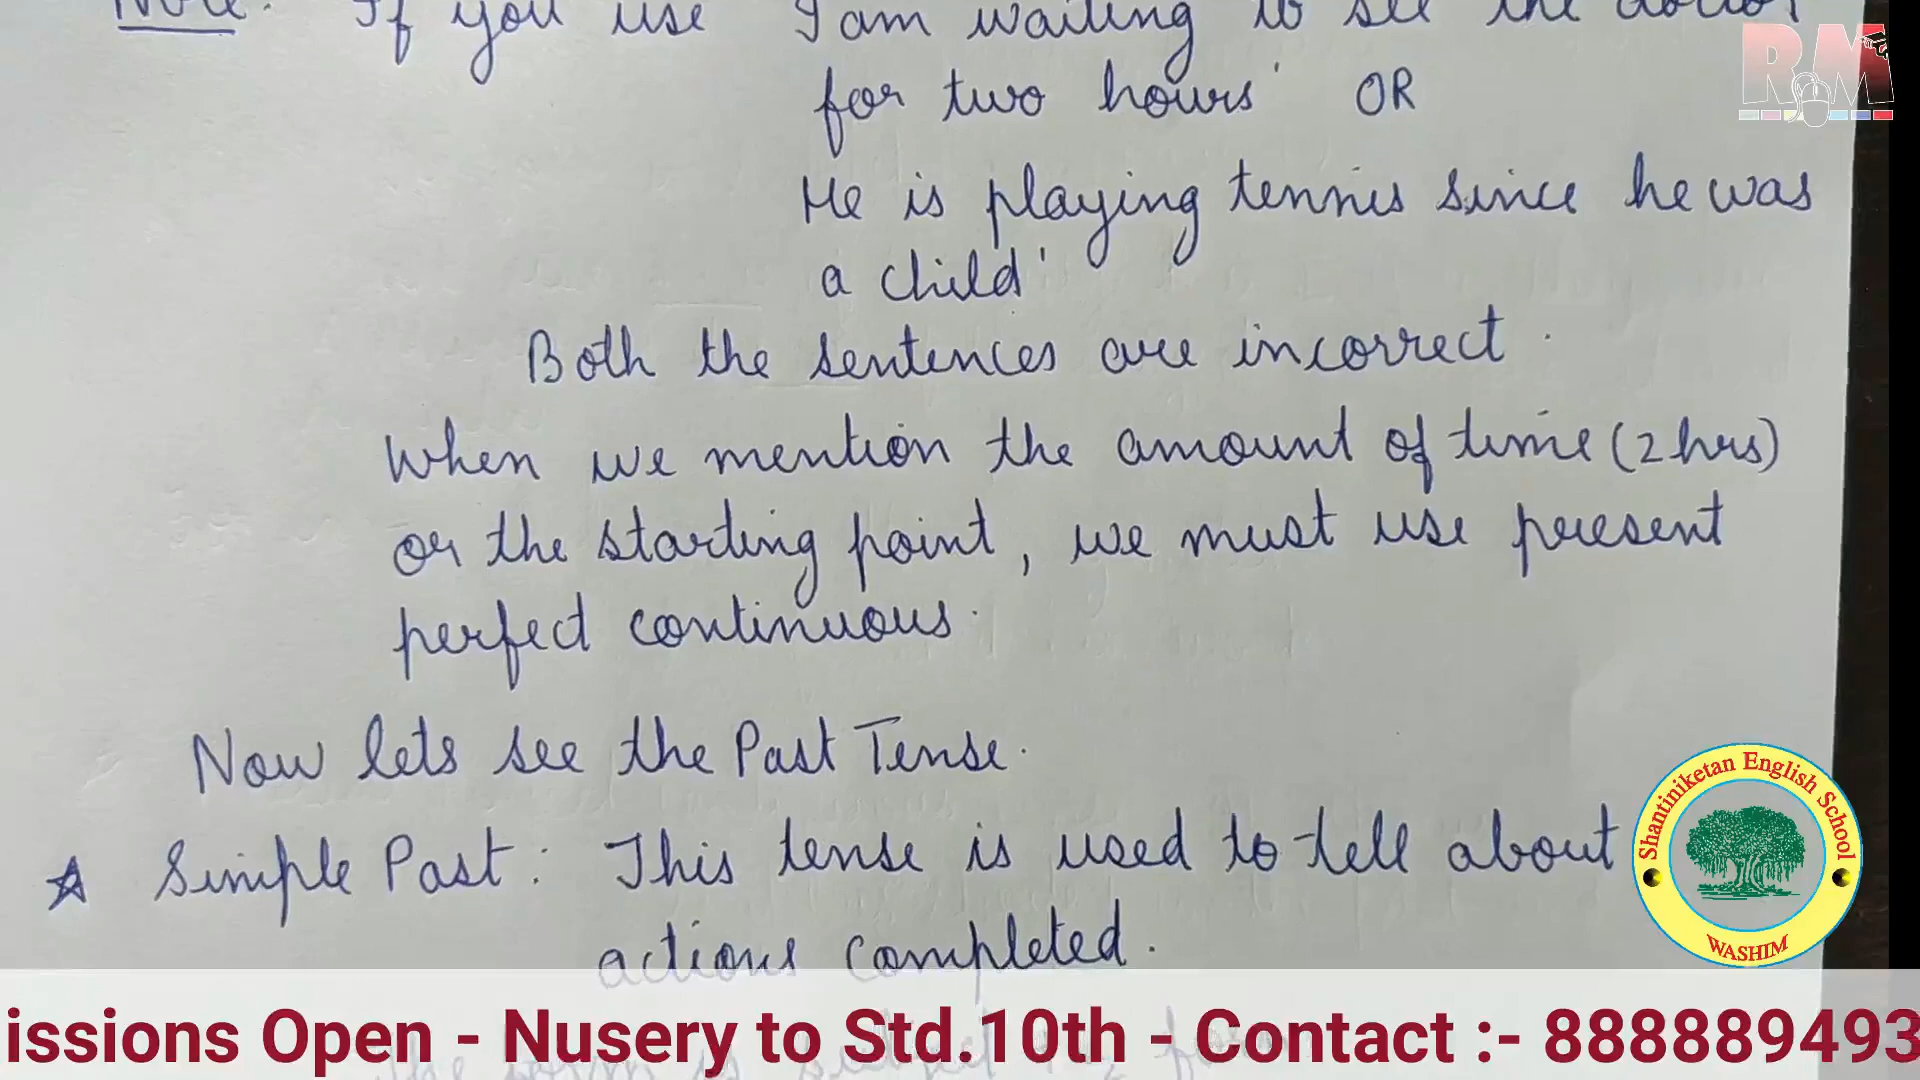 Note: If you use 'I am waiting to see the doctor
for two hours' OR
He is playing tennis since he was
a child'
Both the sentences are incorrect.
When we mention the amount of time (2 hrs)
or the starting point, we must use present
perfect continuous.
Now lets see the Past Tense.
Simple Past: This tense is used to tell about
actions completed.
RM
Shantiniketan English School
WASHIM
issions Open - Nusery to Std.10th - Contact :- 888889493